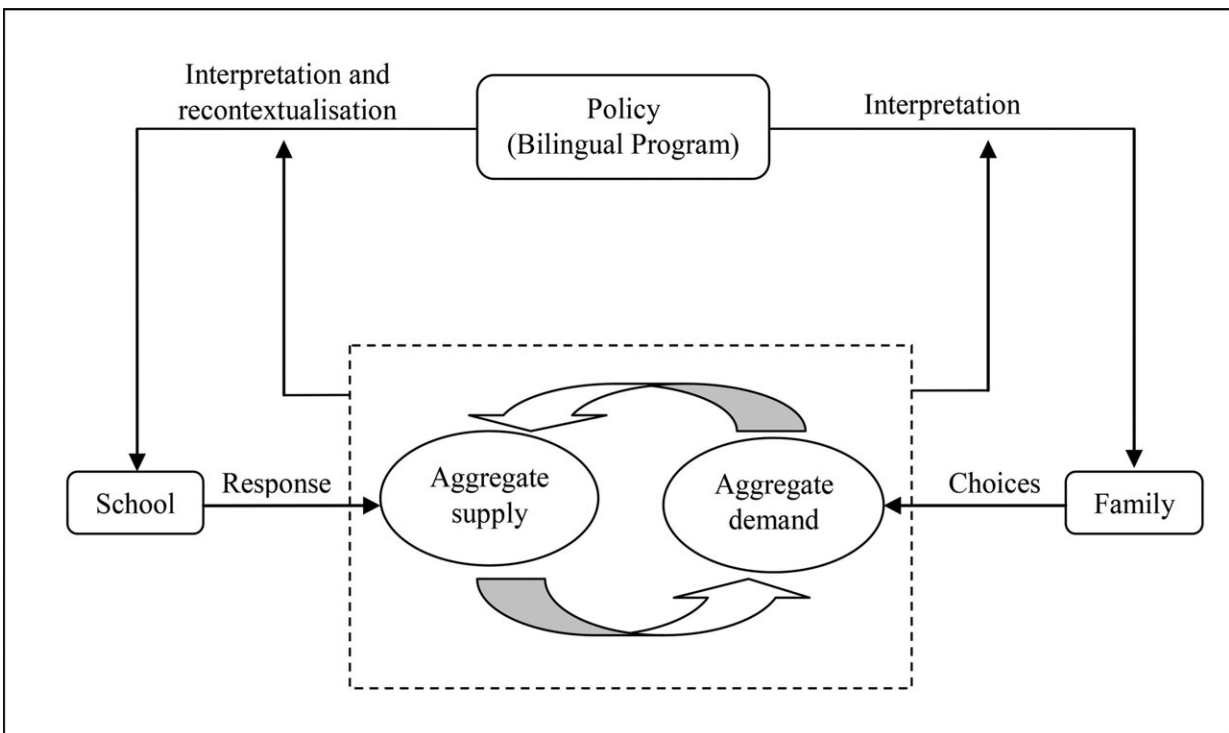 Interpretation and
recontextualisation
Policy
(Bilingual Program)
Interpretation
School
Response
Aggregate
supply
Aggregate
demand
Choices
Family